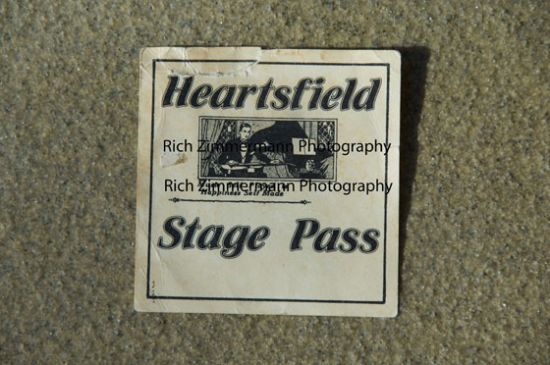 Heartsfield
Rich Zimmermann Photography
Rich Zimmermann Photography
Happiness Self Made"
Stage Pass